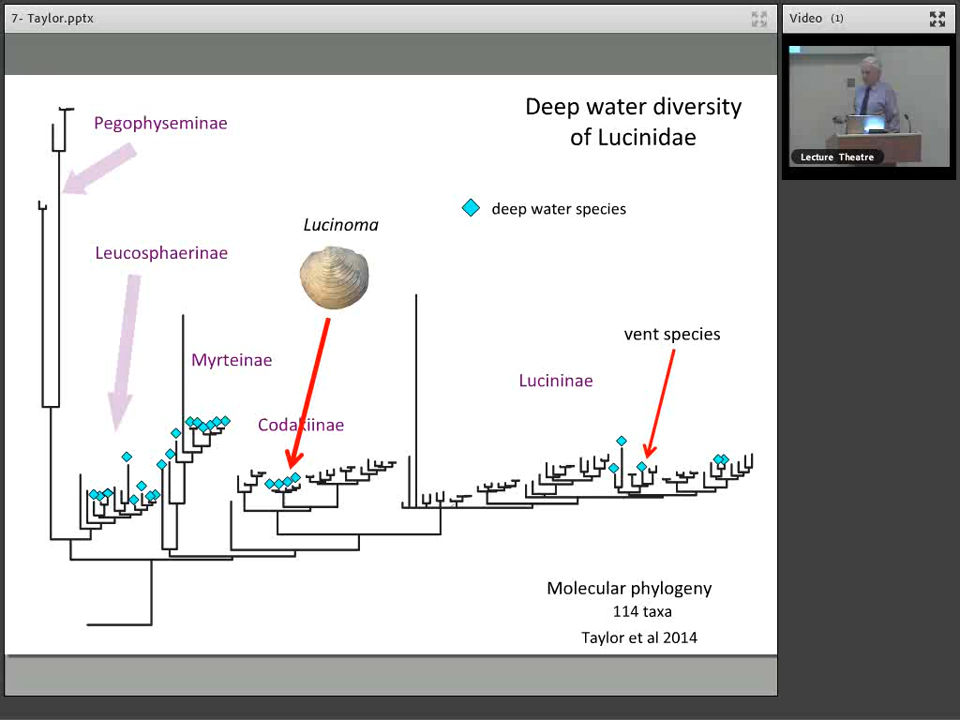 7- Taylor.pptx
Video (1)
Lecture Theatre
Deep water diversity
of Lucinidae
Pegophyseminae
deep water species
Lucinoma
Leucosphaerinae
vent species
Myrteinae
Lucininae
Codakiinae
Molecular phylogeny
114 taxa
Taylor et al 2014